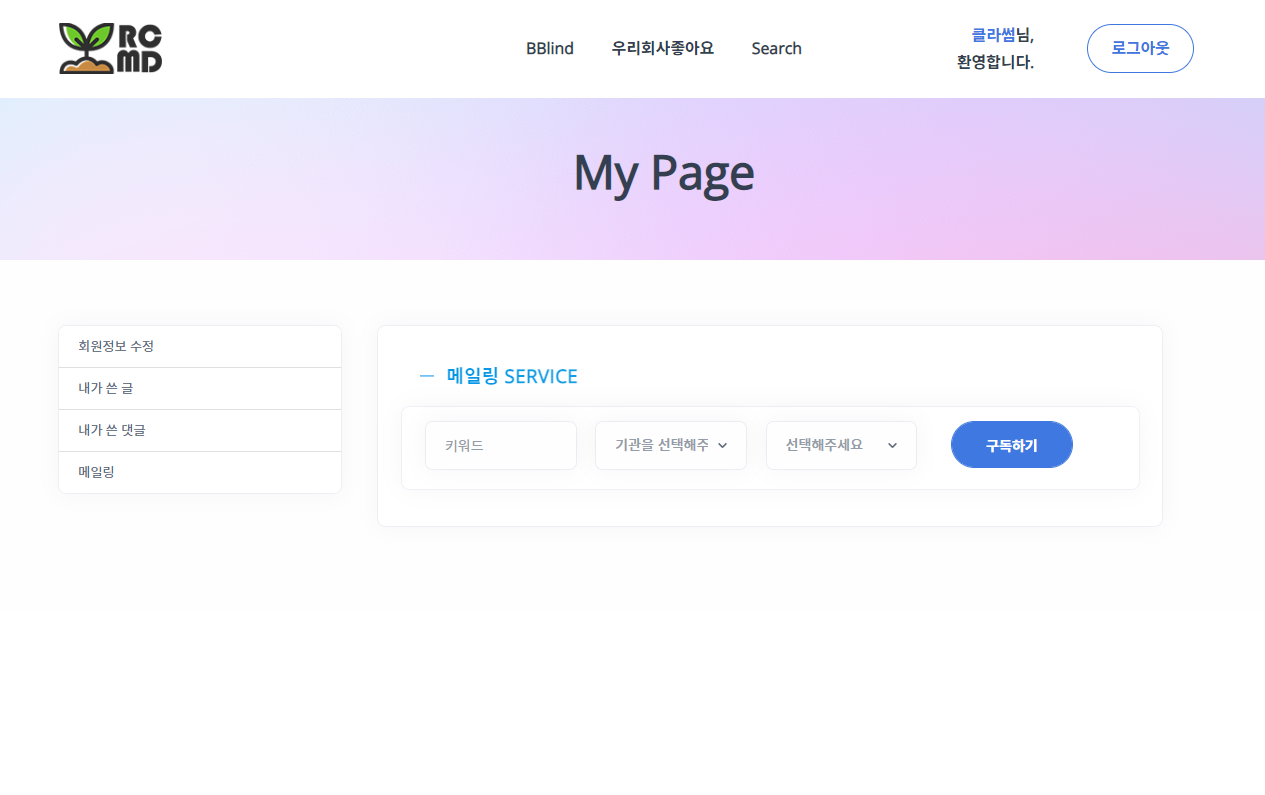 RC
MD
BBlind
우리회사좋아요
Search
클라썸님,
환영합니다.
로그아웃
My Page
회원정보 수정
내가 쓴 글
내가 쓴 댓글
메일링
메일링 SERVICE
키워드
기관을 선택해주
선택해주세요
구독하기